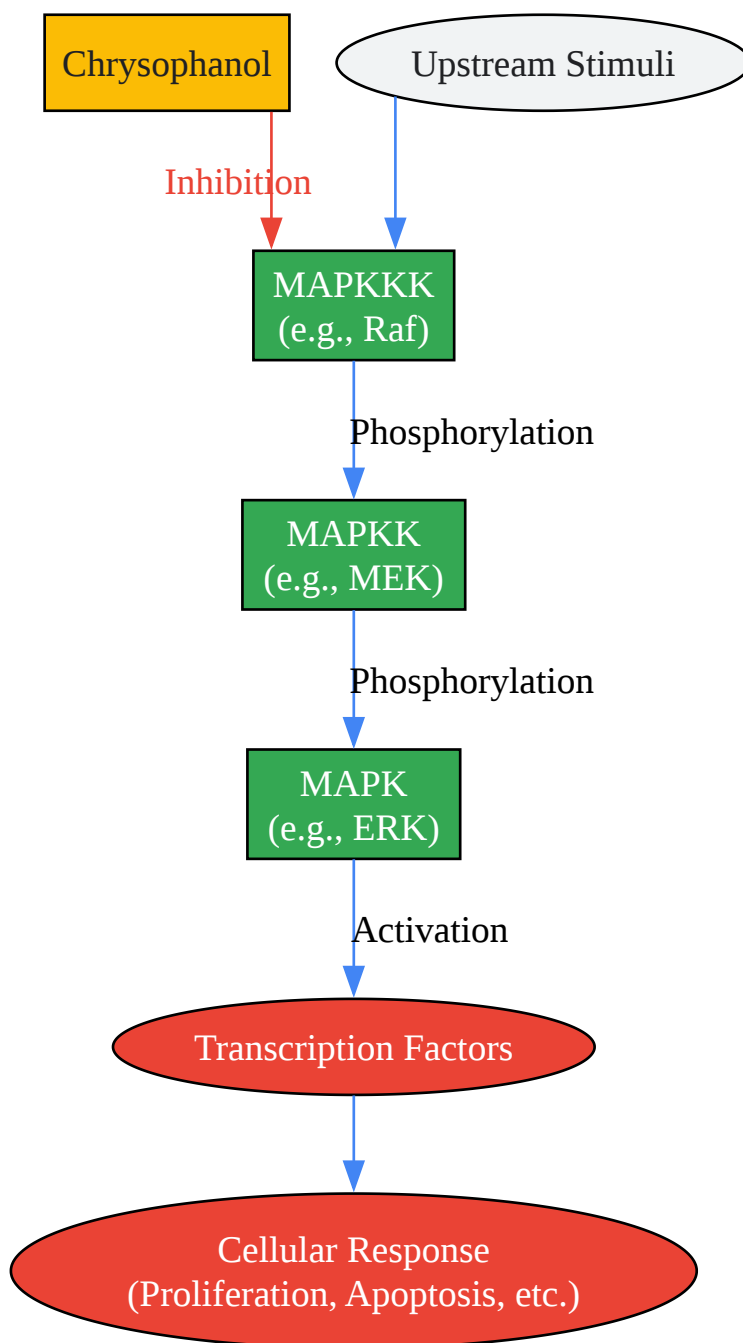 Chrysophanol
Upstream Stimuli
Inhibition
MAPKKK
(e.g., Raf)
Phosphorylation
MAPKK
(e.g., MEK)
Phosphorylation
MAPK
(e.g., ERK)
Activation
Transcription Factors
Cellular Response
(Proliferation, Apoptosis, etc.)